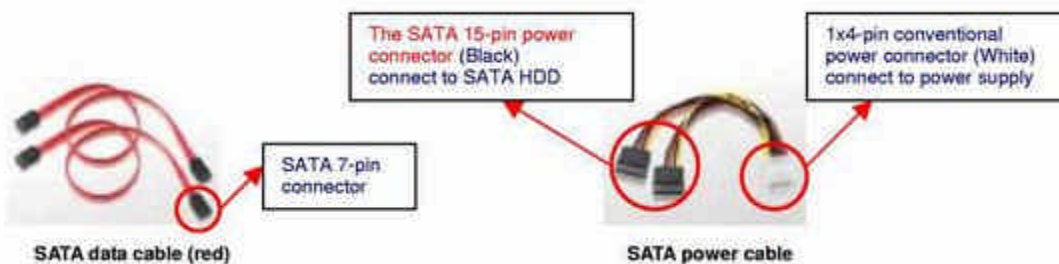 The SATA 15-pin power
connector (Black)
connect to SATA HDD
1x4-pin conventional
power connector (White)
connect to power supply
SATA 7-pin
connector
SATA data cable (red)
SATA power cable